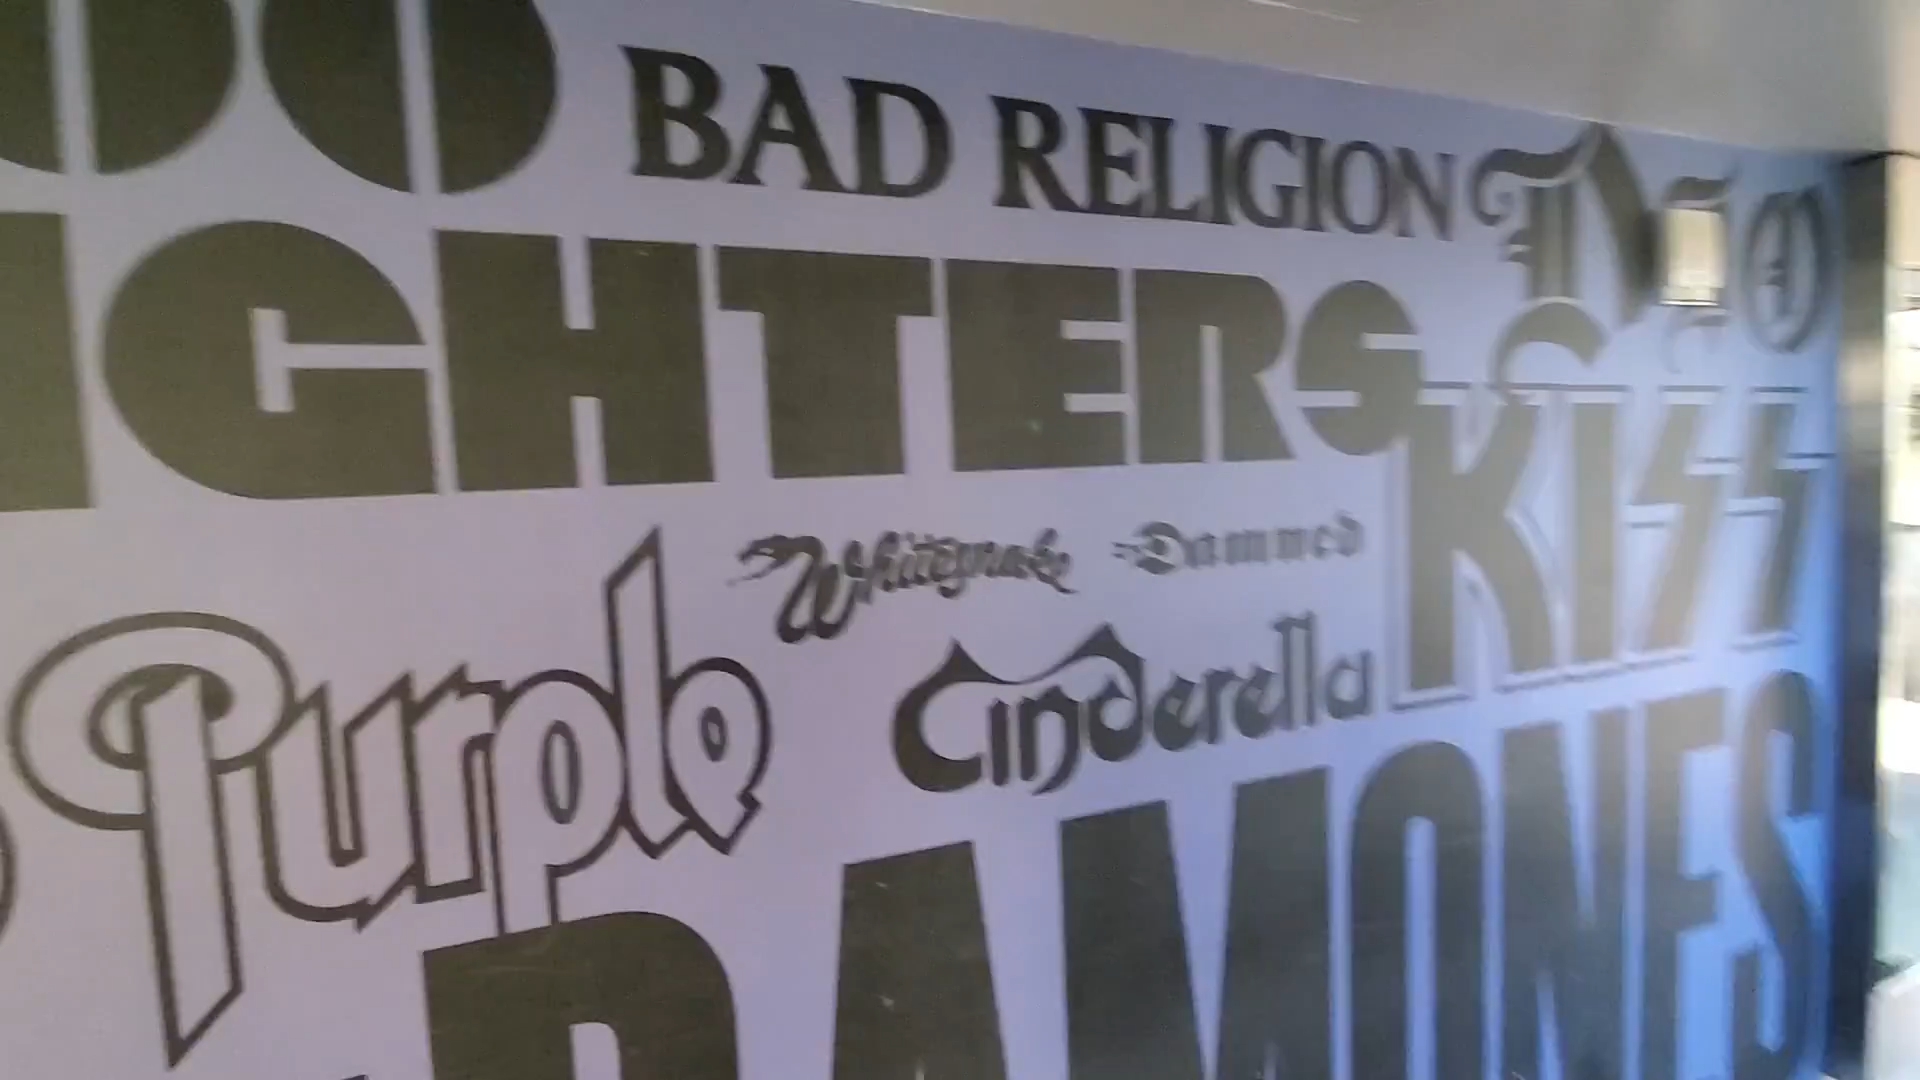 BAD RELIGION
GHTERS
KISS
Whitesnake
Damned
Purple
Cinderella
RAMONES